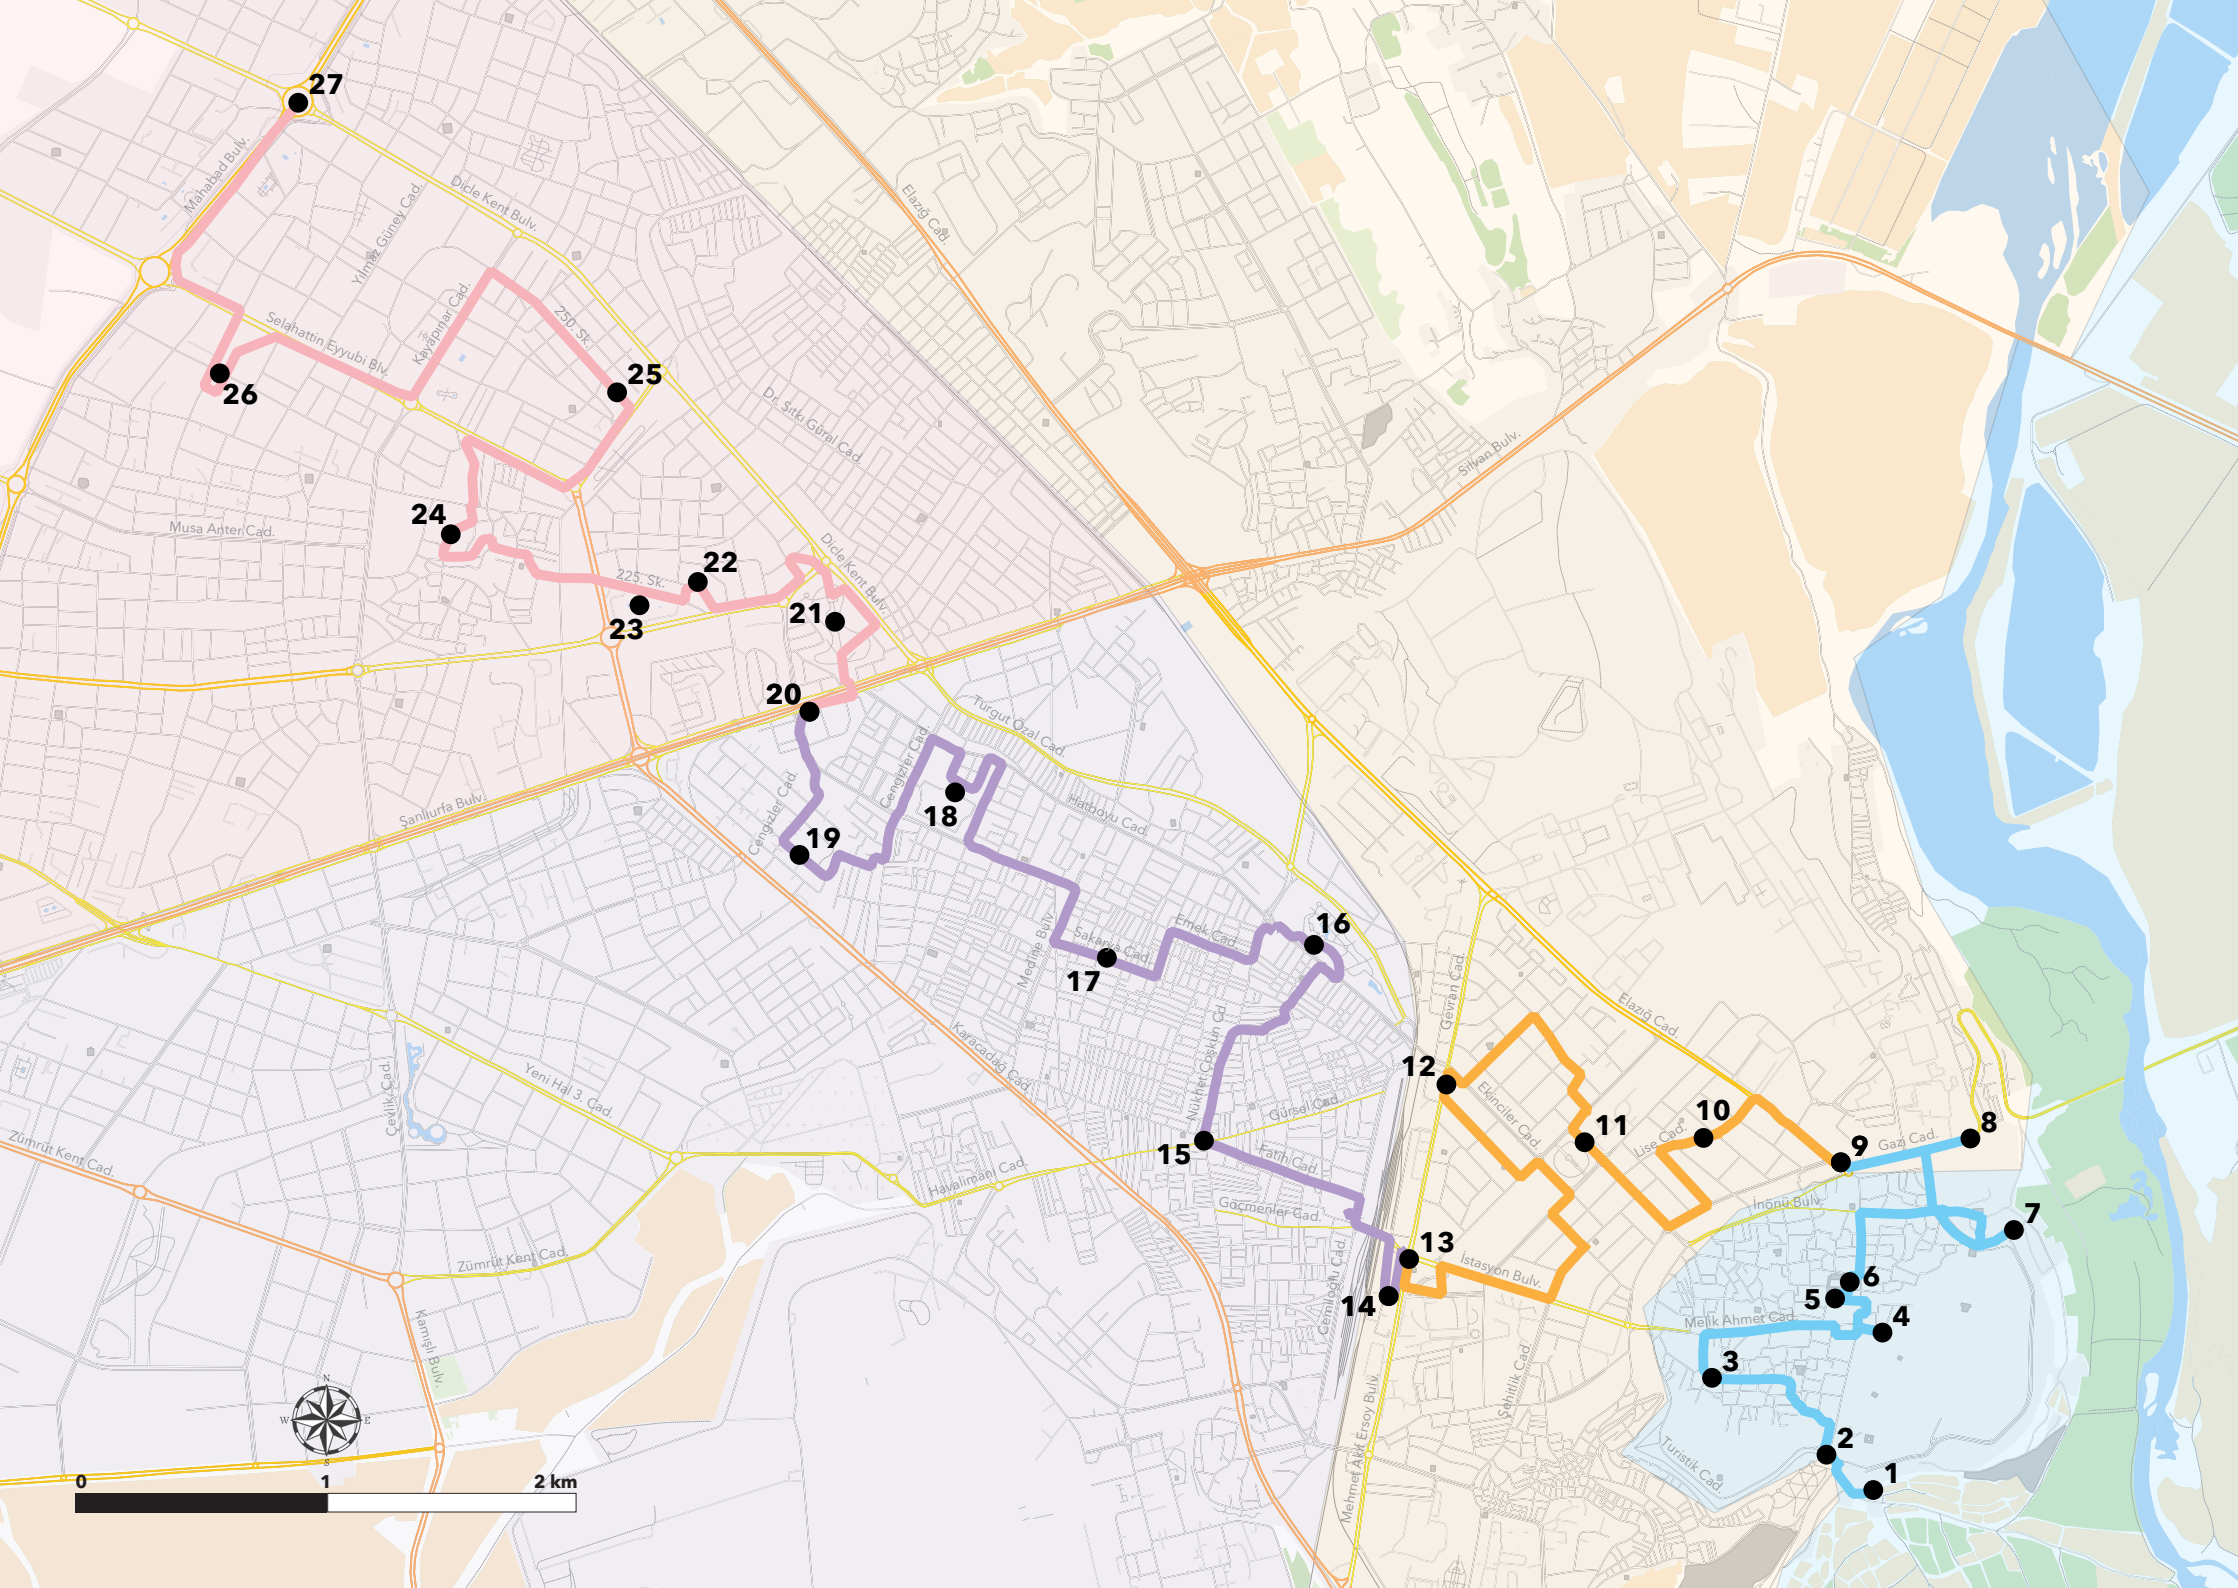 27
Mahabad Bulv.
Yılmaz Güney Cad.
Dicle Kent Bulv.
Elazığ Cad.
Kayapınar Cad.
250. Sk.
Selahattin Eyyubi Blv.
25
26
Dr. Sıtkı Güral Cad.
Silvan Bulv.
24
Musa Anter Cad.
22
225. Sk.
Dicle Kent Bulv.
23
21
20
Turgut Özal Cad.
Cengizler Cad.
Cengizler Cad.
Şanlıurfa Bulv.
Hatboyu Cad.
18
19
16
Emek Cad.
Sakarya Cad.
Medine Bulv.
17
Gevran Cad.
Elazığ Cad.
Karacadağ Cad.
Nükhet Coşkun Cd.
12
Ekinciler Cad.
10
11
Lise Cad.
8
Gazi Cad.
9
Yeni Hal 3. Cad.
Çevlik Cad.
Gürsel Cad.
15
Fatih Cad.
Zümrüt Kent Cad.
Havalimanı Cad.
Göçmenler Cad.
İnönü Bulv.
7
13
İstasyon Bulv.
Zümrüt Kent Cad.
6
5
14
Cemiloğlu Cad.
Melik Ahmet Cad.
4
Kamışlı Bulv.
3
Şehitlik Cad.
N
W
E
S
Mehmet Akif Ersoy Bulv.
Turistik Cad.
2
1
0 1 2 km